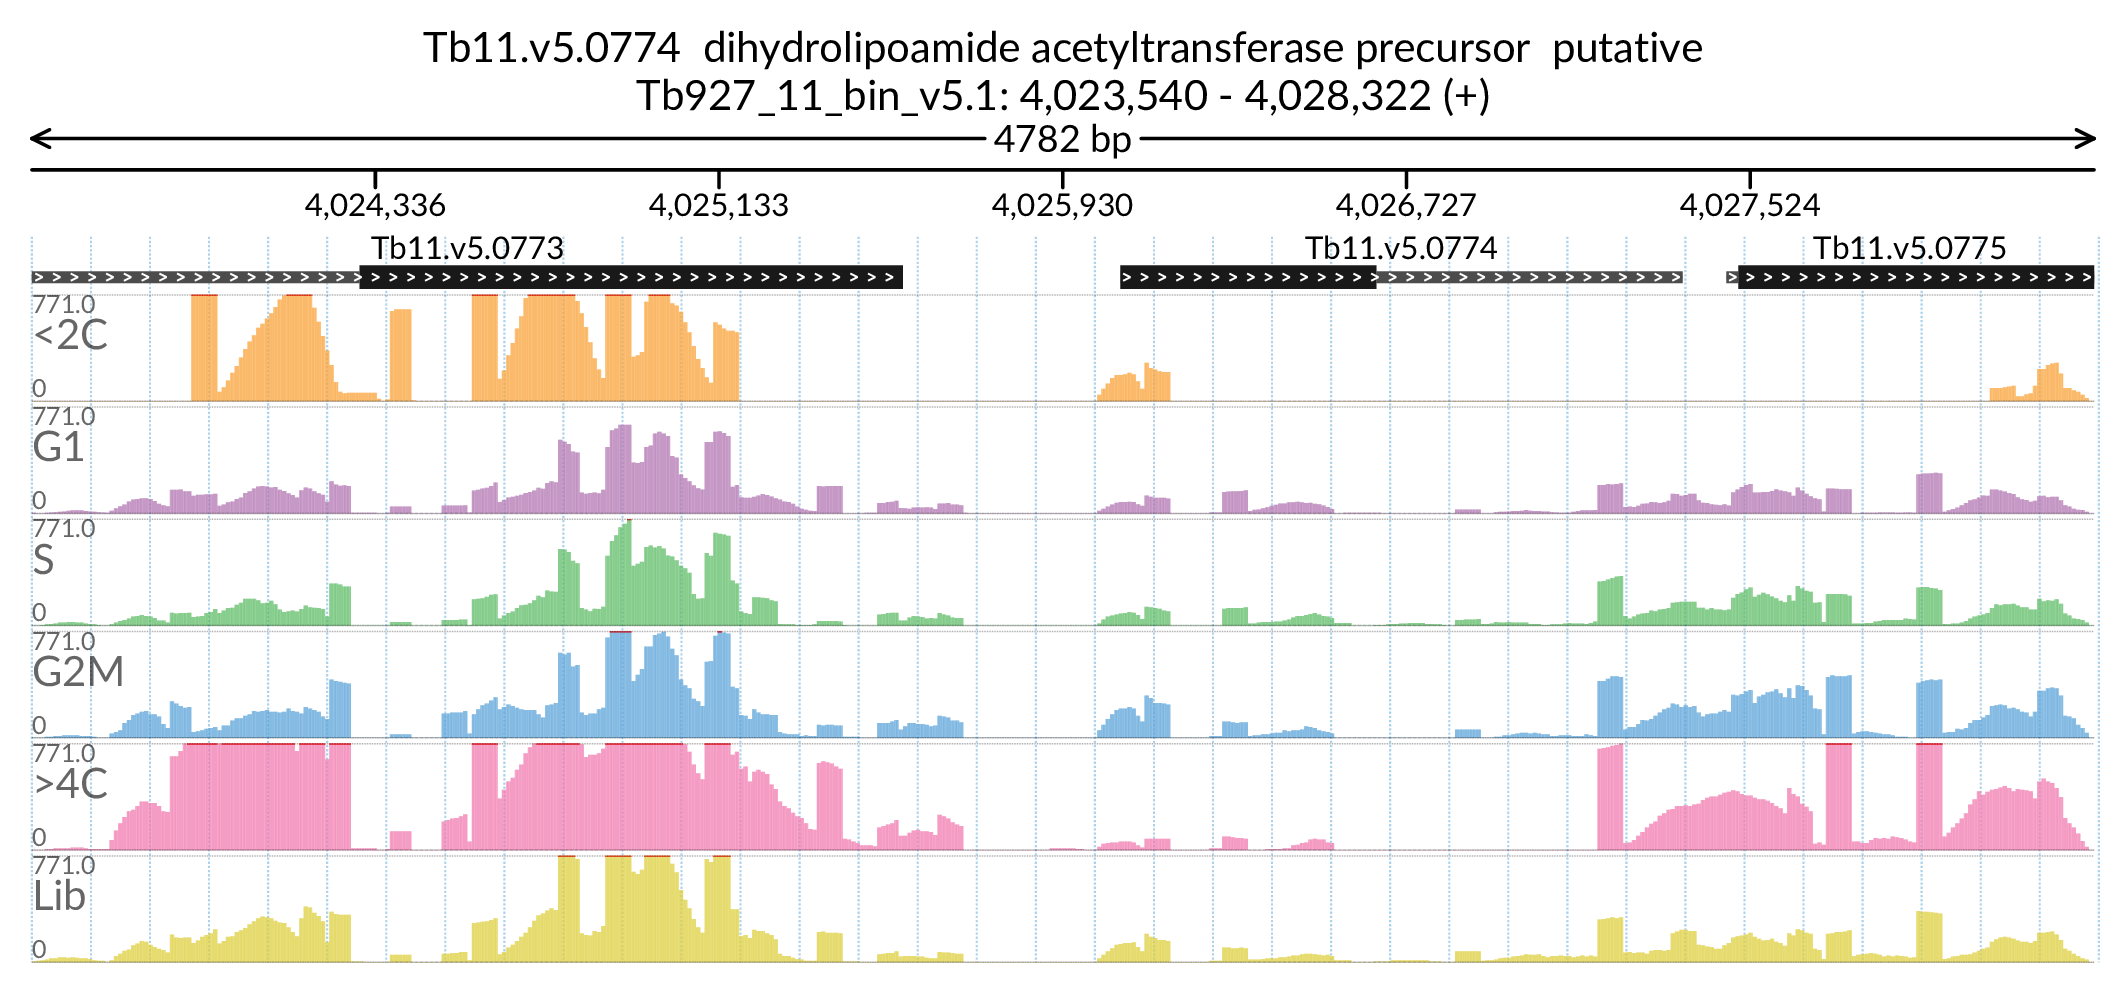 Tb11.v5.0774 dihydrolipoamide acetyltransferase precursor putative
Tb927_11_bin_v5.1: 4,023,540 - 4,028,322 (+)
4782 bp
4,024,336 4,025,133 4,025,930 4,026,727 4,027,524
Tb11.v5.0773 Tb11.v5.0774 Tb11.v5.0775
771.0
<2C
0
771.0
G1
0
771.0
S
0
771.0
G2M
0
771.0
>4C
0
771.0
Lib
0